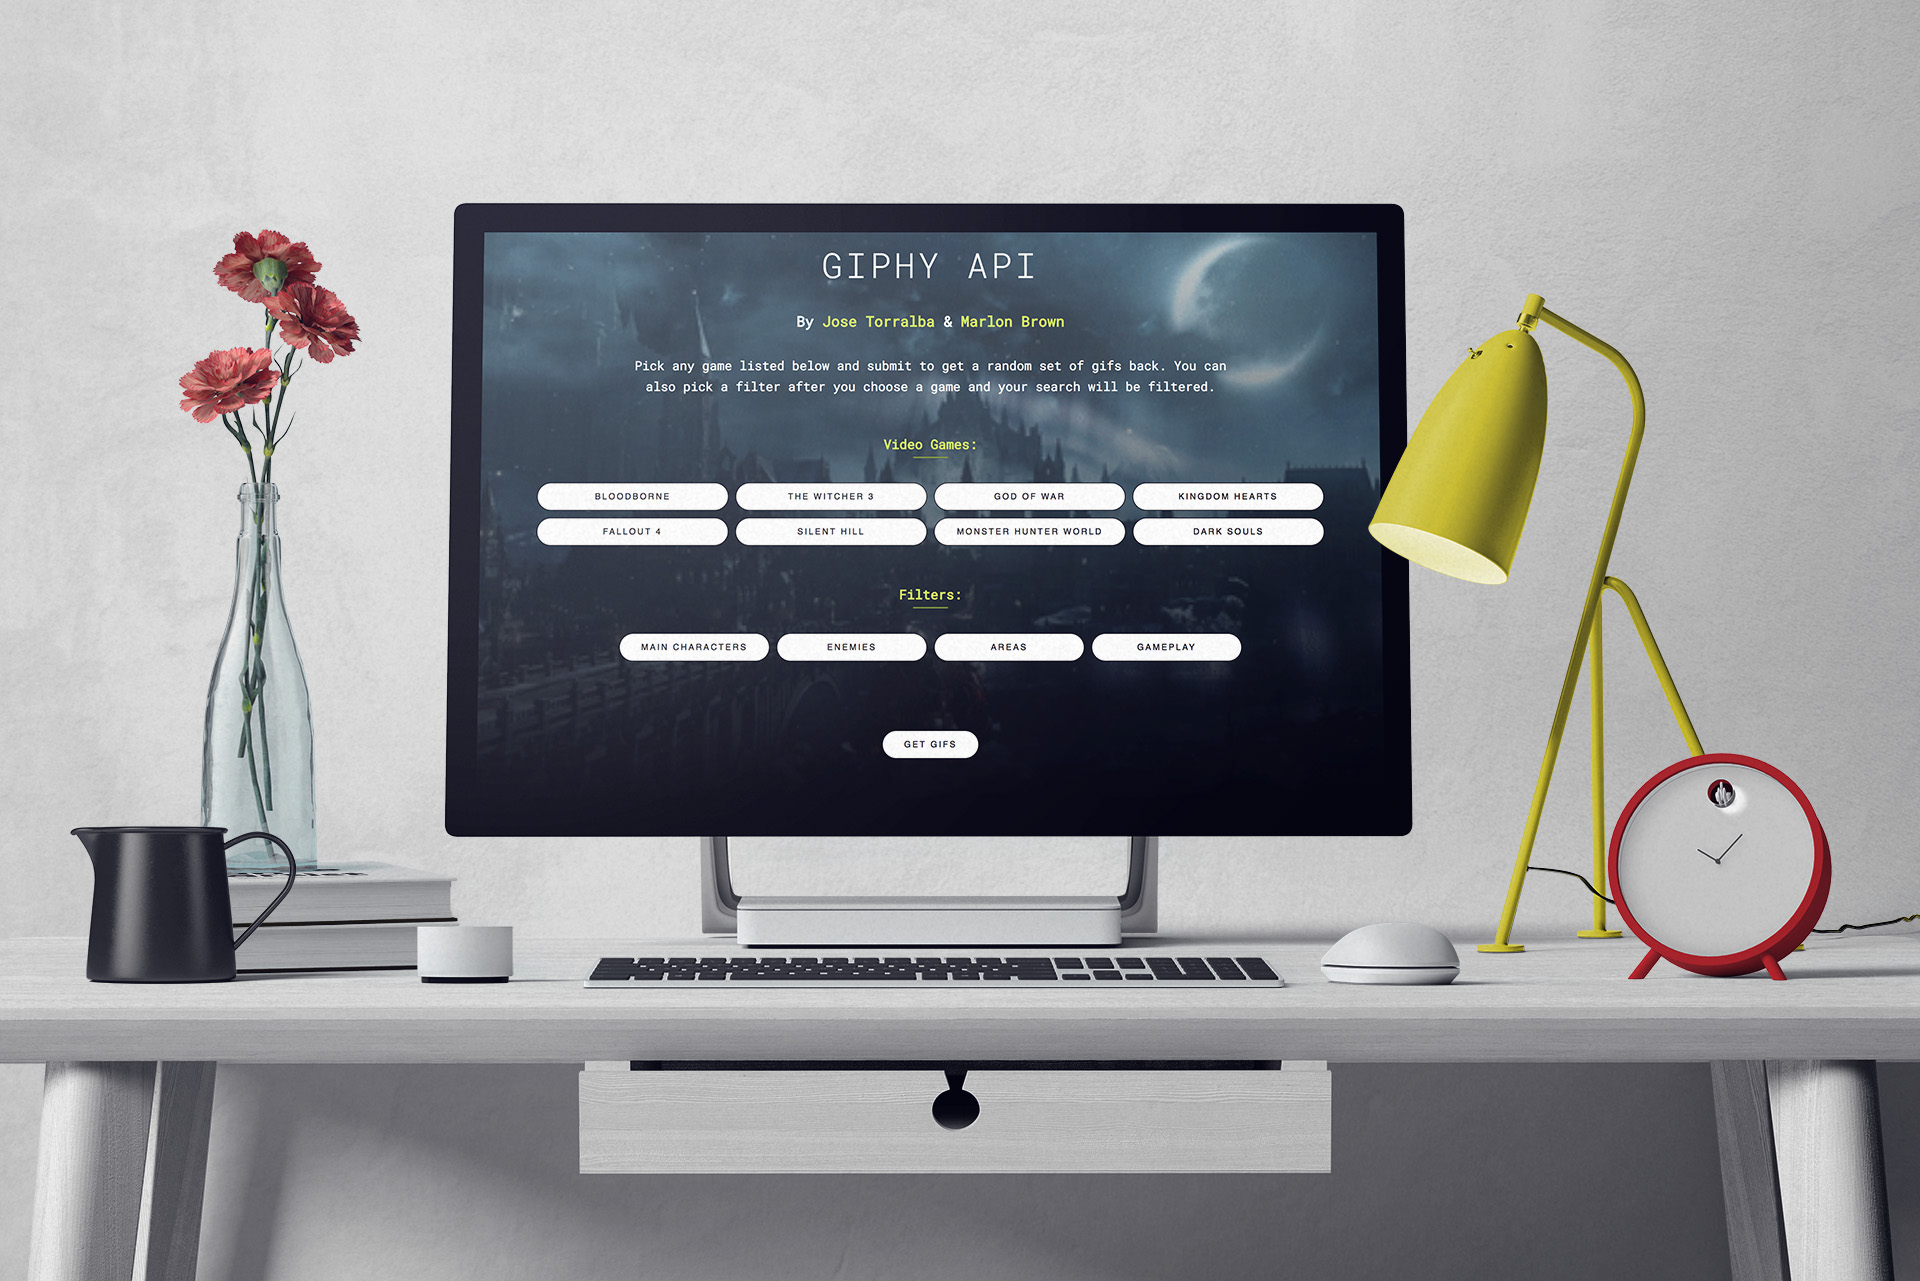 GIPHY API
By Jose Torralba & Marlon Brown
Pick any game listed below and submit to get a random set of gifs back. You can
also pick a filter after you choose a game and your search will be filtered.
Video Games:
BLOODBORNE THE WITCHER 3 GOD OF WAR KINGDOM HEARTS
FALLOUT 4 SILENT HILL MONSTER HUNTER WORLD DARK SOULS
Filters:
MAIN CHARACTERS ENEMIES AREAS GAMEPLAY
GET GIFS